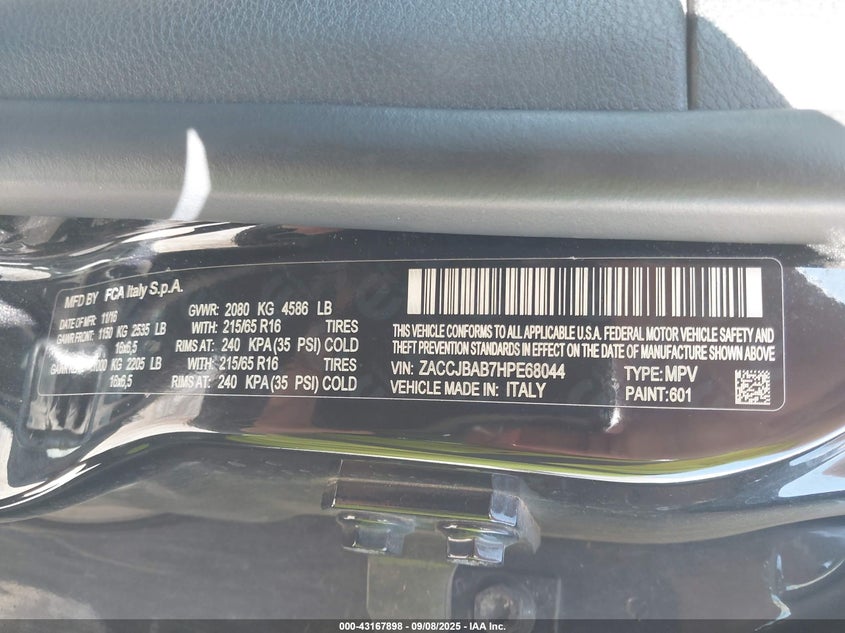 MFD BY FCA Italy S.p.A.
DATE OF MFR: 11/16 GVWR: 2080 KG 4586 LB
GAWR FRONT: 1150 KG 2535 LB WITH: 215/65 R16 TIRES
16x6,5 RIMS AT: 240 KPA (35 PSI) COLD
1000 KG 2205 LB WITH: 215/65 R16 TIRES
16x6,5 RIMS AT: 240 KPA (35 PSI) COLD
THIS VEHICLE CONFORMS TO ALL APPLICABLE U.S.A. FEDERAL MOTOR VEHICLE SAFETY AND
THEFT PREVENTION STANDARDS IN EFFECT ON THE DATE OF MANUFACTURE SHOWN ABOVE
VIN: ZACCJBAB7HPE68044 TYPE: MPV
VEHICLE MADE IN: ITALY PAINT: 601
000-43167898 - 09/08/2025 - IAA Inc.